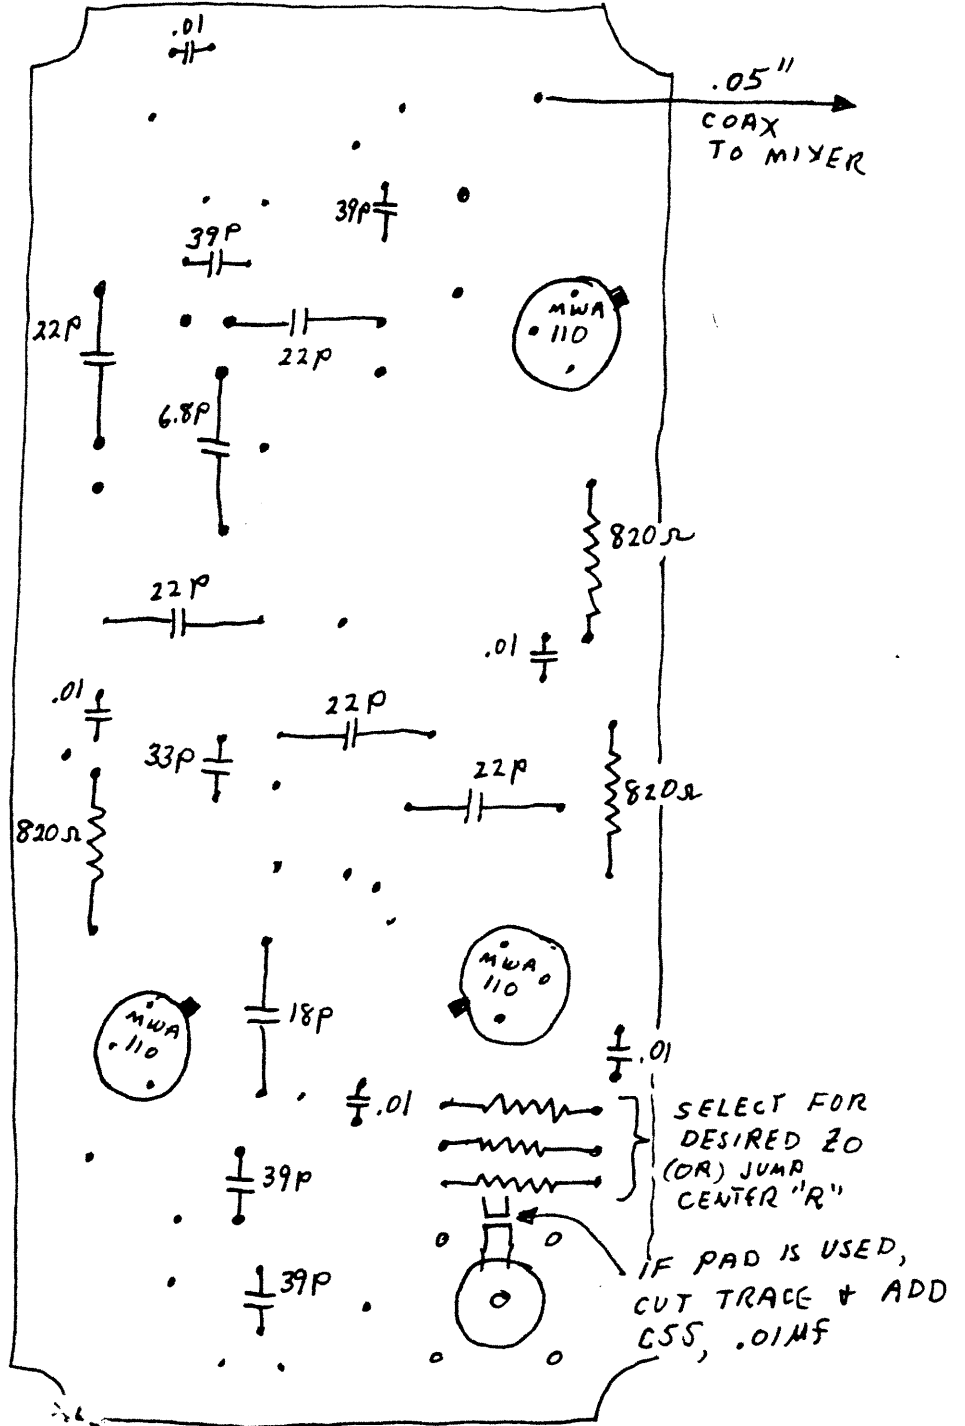 .01
.05"
COAX
TO MIXER
39P
39P
22P
22P
MWA
110
6.8P
820Ω
22P
.01
.01
22P
33P
22P
820Ω
820Ω
MWA
110
18P
MWA
110
.01
.01
SELECT FOR
DESIRED ZO
(OR) JUMP
CENTER "R"
39P
IF PAD IS USED,
39P
CUT TRACE & ADD
C55, .01µf